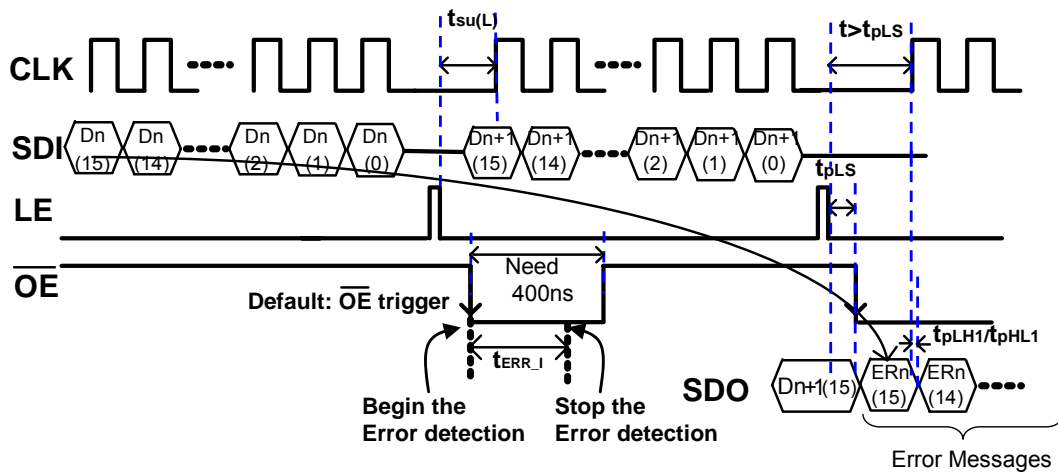 tsu(L)
t>tpLS
CLK
SDI
Dn
(15)
Dn
(14)
Dn
(2)
Dn
(1)
Dn
(0)
Dn+1
(15)
Dn+1
(14)
Dn+1
(2)
Dn+1
(1)
Dn+1
(0)
tpLS
LE
OE
Need
400ns
Default: OE trigger
tERR_I
Begin the
Error detection
Stop the
Error detection
tpLH1/tpHL1
SDO
Dn+1(15)
ERn
(15)
ERn
(14)
Error Messages